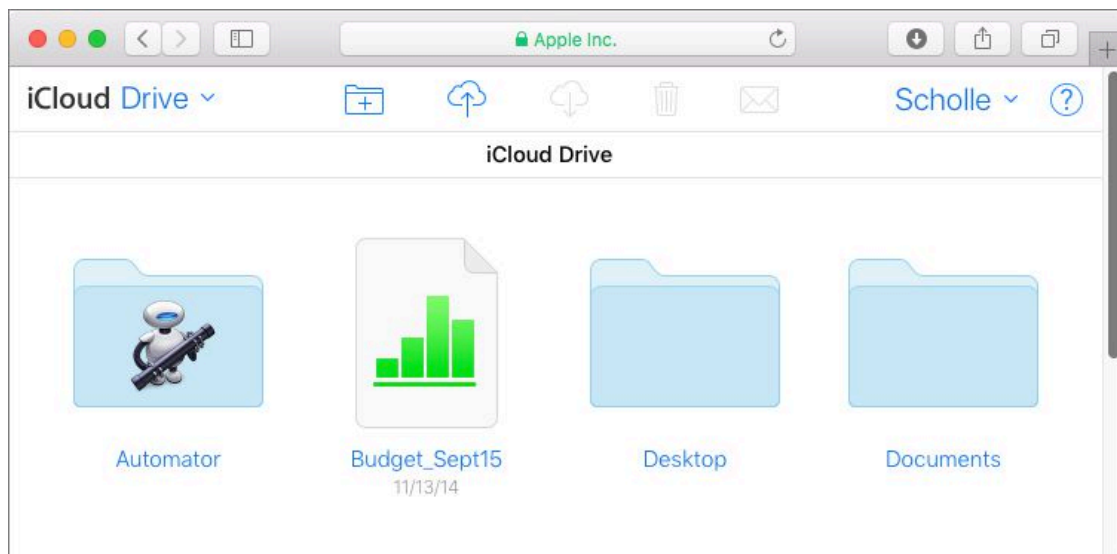 Apple Inc.
iCloud Drive
Scholle
iCloud Drive
Automator
Budget_Sept15
Desktop
Documents
11/13/14